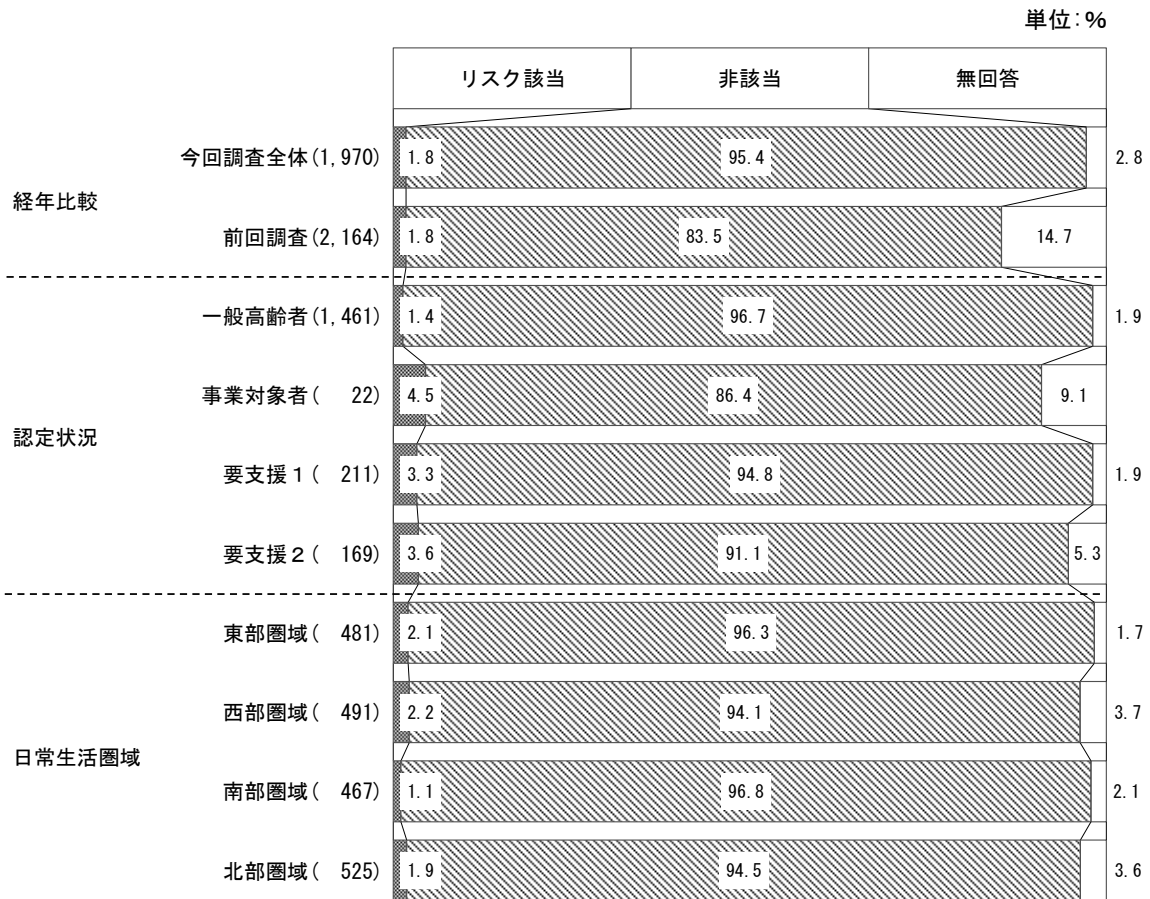 単位：％
リスク該当 非該当 無回答
経年比較
今回調査全体(1,970) 1.8 95.4 2.8
前回調査(2,164) 1.8 83.5 14.7
認定状況
一般高齢者(1,461) 1.4 96.7 1.9
事業対象者( 22) 4.5 86.4 9.1
要支援１( 211) 3.3 94.8 1.9
要支援２( 169) 3.6 91.1 5.3
日常生活圏域
東部圏域( 481) 2.1 96.3 1.7
西部圏域( 491) 2.2 94.1 3.7
南部圏域( 467) 1.1 96.8 2.1
北部圏域( 525) 1.9 94.5 3.6